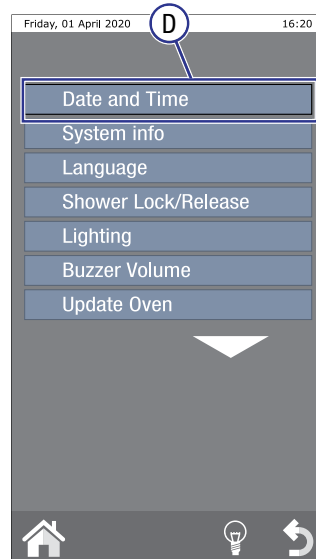 Friday, 01 April 2020 D 16:20
Date and Time
System info
Language
Shower Lock/Release
Lighting
Buzzer Volume
Update Oven